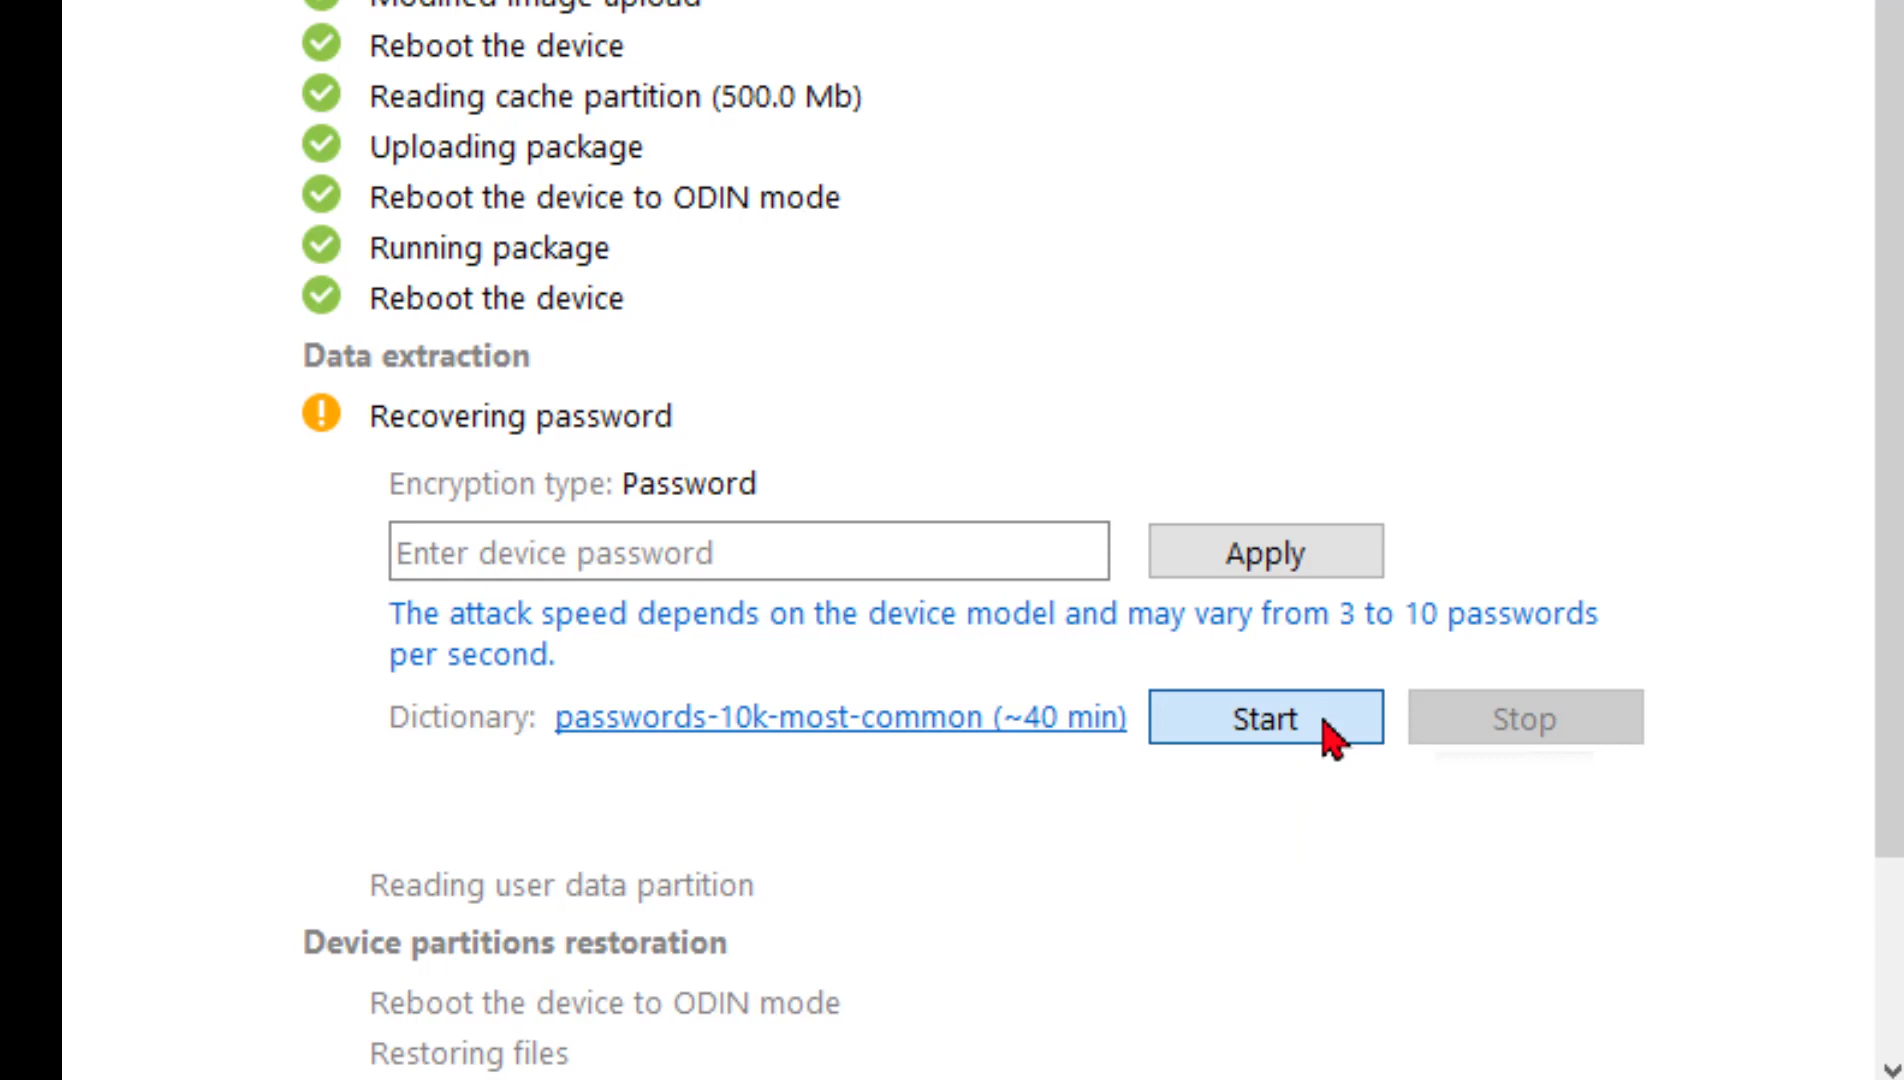 Modified image upload
Reboot the device
Reading cache partition (500.0 Mb)
Uploading package
Reboot the device to ODIN mode
Running package
Reboot the device
Data extraction
Recovering password
Encryption type: Password
Enter device password Apply
The attack speed depends on the device model and may vary from 3 to 10 passwords
per second.
Dictionary: passwords-10k-most-common (~40 min) Start Stop
Reading user data partition
Device partitions restoration
Reboot the device to ODIN mode
Restoring files